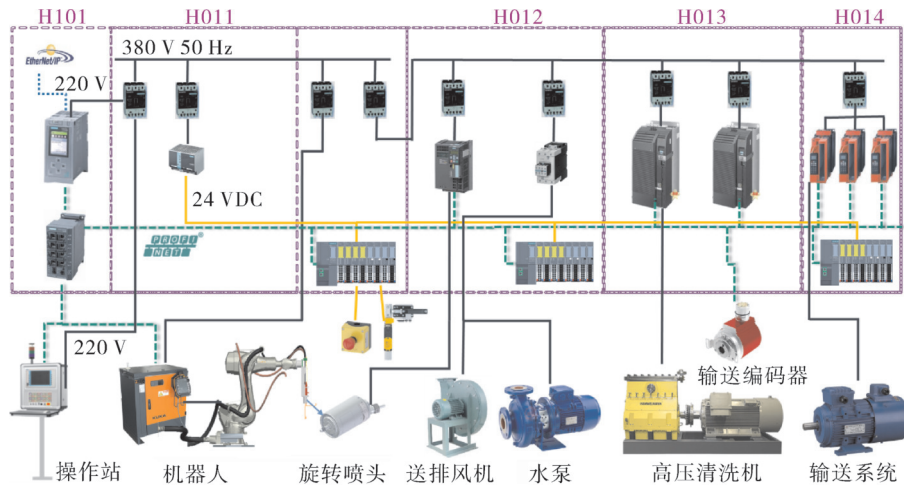 H101 H011 H012 H013 H014
380 V 50 Hz
EtherNet/IP
220 V
24 VDC
PROFI
NET
220 V
输送编码器
操作站 机器人 旋转喷头 送排风机 水泵 高压清洗机 输送系统